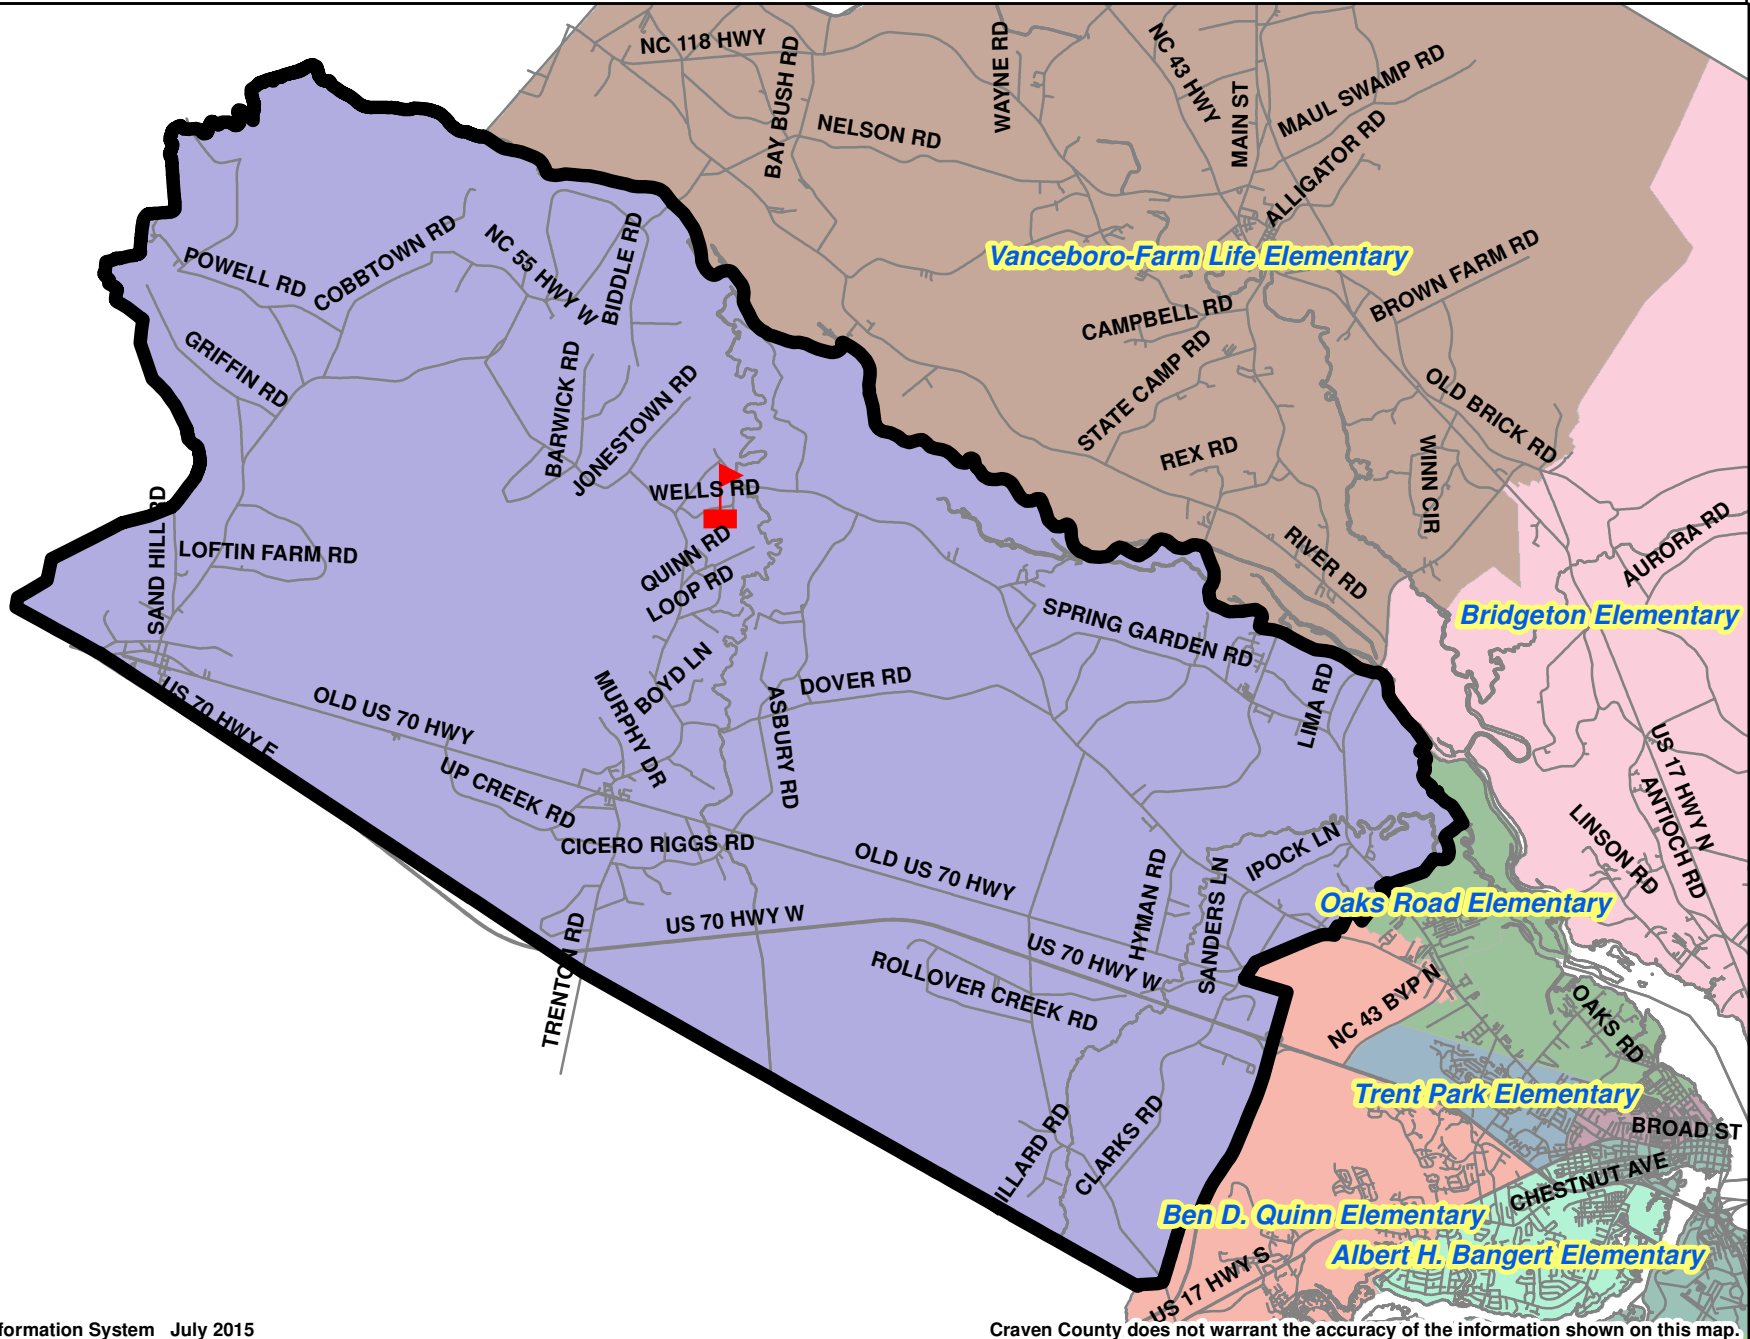 NC 118 HWY
BAY BUSH RD
WAYNE RD
NC 43 HWY
MAIN ST
MAUL SWAMP RD
NELSON RD
ALLIGATOR RD
POWELL RD
COBBTOWN RD
NC 55 HWY W
BIDDLE RD
Vanceboro-Farm Life Elementary
BROWN FARM RD
CAMPBELL RD
STATE CAMP RD
GRIFFIN RD
BARWICK RD
JONESTOWN RD
OLD BRICK RD
REX RD
WINN CIR
WELLS RD
SAND HILL RD
LOFTIN FARM RD
QUINN RD
LOOP RD
RIVER RD
AURORA RD
SPRING GARDEN RD
Bridgeton Elementary
BOYD LN
MURPHY DR
DOVER RD
ASBURY RD
LIMA RD
US 70 HWY E
OLD US 70 HWY
UP CREEK RD
US 17 HWY N
ANTIOCH RD
LINSON RD
CICERO RIGGS RD
OLD US 70 HWY
HYMAN RD
SANDERS LN
IPOCK LN
Oaks Road Elementary
US 70 HWY W
TRENTON RD
US 70 HWY W
ROLLOVER CREEK RD
NC 43 BYP N
OAKS RD
Trent Park Elementary
BROAD ST
ILLARD RD
CLARKS RD
CHESTNUT AVE
Ben D. Quinn Elementary
Albert H. Bangert Elementary
US 17 HWY S
formation System July 2015
Craven County does not warrant the accuracy of the information shown on this map.